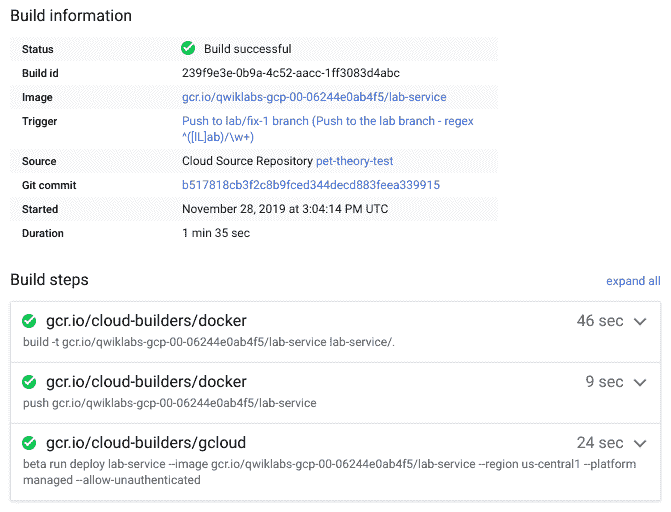 Build information
Status Build successful
Build id 239f9e3e-0b9a-4c52-aacc-1ff3083d4abc
Image gcr.io/qwiklabs-gcp-00-06244e0ab4f5/lab-service
Trigger Push to lab/fix-1 branch (Push to the lab branch - regex
^([lL]ab)/\w+)
Source Cloud Source Repository pet-theory-test
Git commit b517818cb3f2c8b9fced344decd883feea339915
Started November 28, 2019 at 3:04:14 PM UTC
Duration 1 min 35 sec
Build steps expand all
gcr.io/cloud-builders/docker 46 sec
build -t gcr.io/qwiklabs-gcp-00-06244e0ab4f5/lab-service lab-service/.
gcr.io/cloud-builders/docker 9 sec
push gcr.io/qwiklabs-gcp-00-06244e0ab4f5/lab-service
gcr.io/cloud-builders/gcloud 24 sec
beta run deploy lab-service --image gcr.io/qwiklabs-gcp-00-06244e0ab4f5/lab-service --region us-central1 --platform
managed --allow-unauthenticated